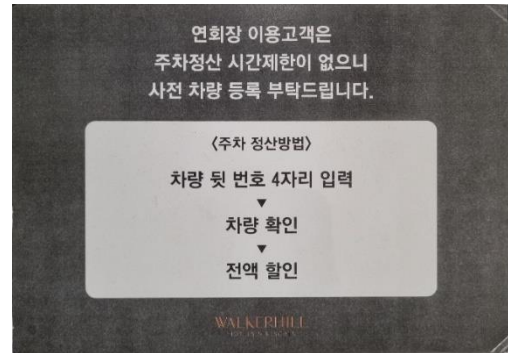 연회장 이용고객은
주차정산 시간제한이 없으니
사전 차량 등록 부탁드립니다.
〈주차 정산방법〉
차량 뒷 번호 4자리 입력
▼
차량 확인
▼
전액 할인
WALKERHILL